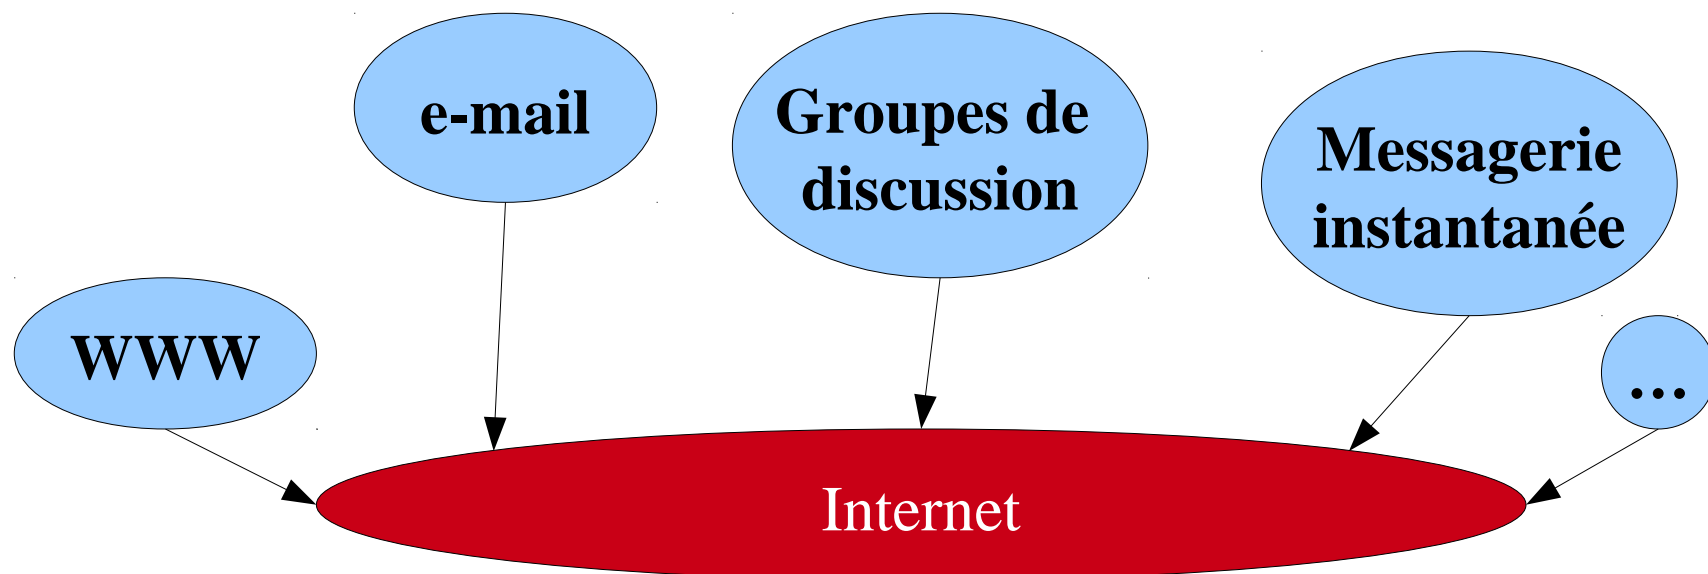 e-mail
Groupes de
discussion
Messagerie
instantanée
WWW
...
Internet